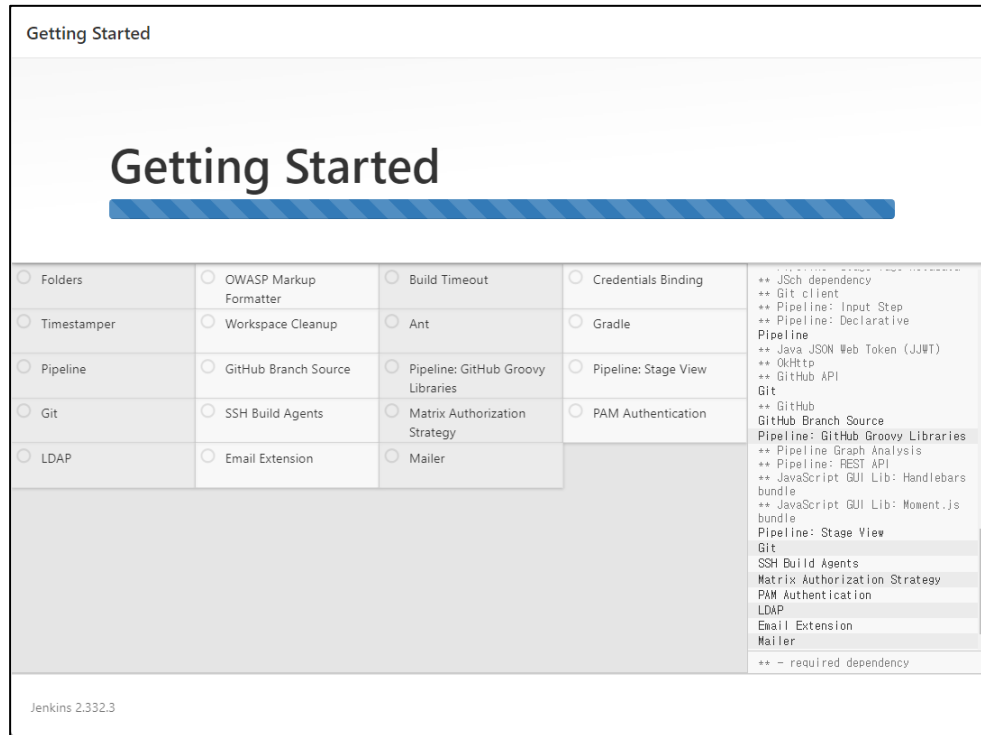 Getting Started
Getting Started
Folders
OWASP Markup
Formatter
Build Timeout
Credentials Binding
Timestamper
Workspace Cleanup
Ant
Gradle
Pipeline
GitHub Branch Source
Pipeline: GitHub Groovy
Libraries
Pipeline: Stage View
Git
SSH Build Agents
Matrix Authorization
Strategy
PAM Authentication
LDAP
Email Extension
Mailer
** JSch dependency
** Git client
** Pipeline: Input Step
** Pipeline: Declarative
Pipeline
** Java JSON Web Token (JJWT)
** OkHttp
** GitHub API
Git
** GitHub
GitHub Branch Source
Pipeline: GitHub Groovy Libraries
** Pipeline Graph Analysis
** Pipeline: REST API
** JavaScript GUI Lib: Handlebars
bundle
** JavaScript GUI Lib: Moment.js
bundle
Pipeline: Stage View
Git
SSH Build Agents
Matrix Authorization Strategy
PAM Authentication
LDAP
Email Extension
Mailer
** - required dependency
Jenkins 2.332.3